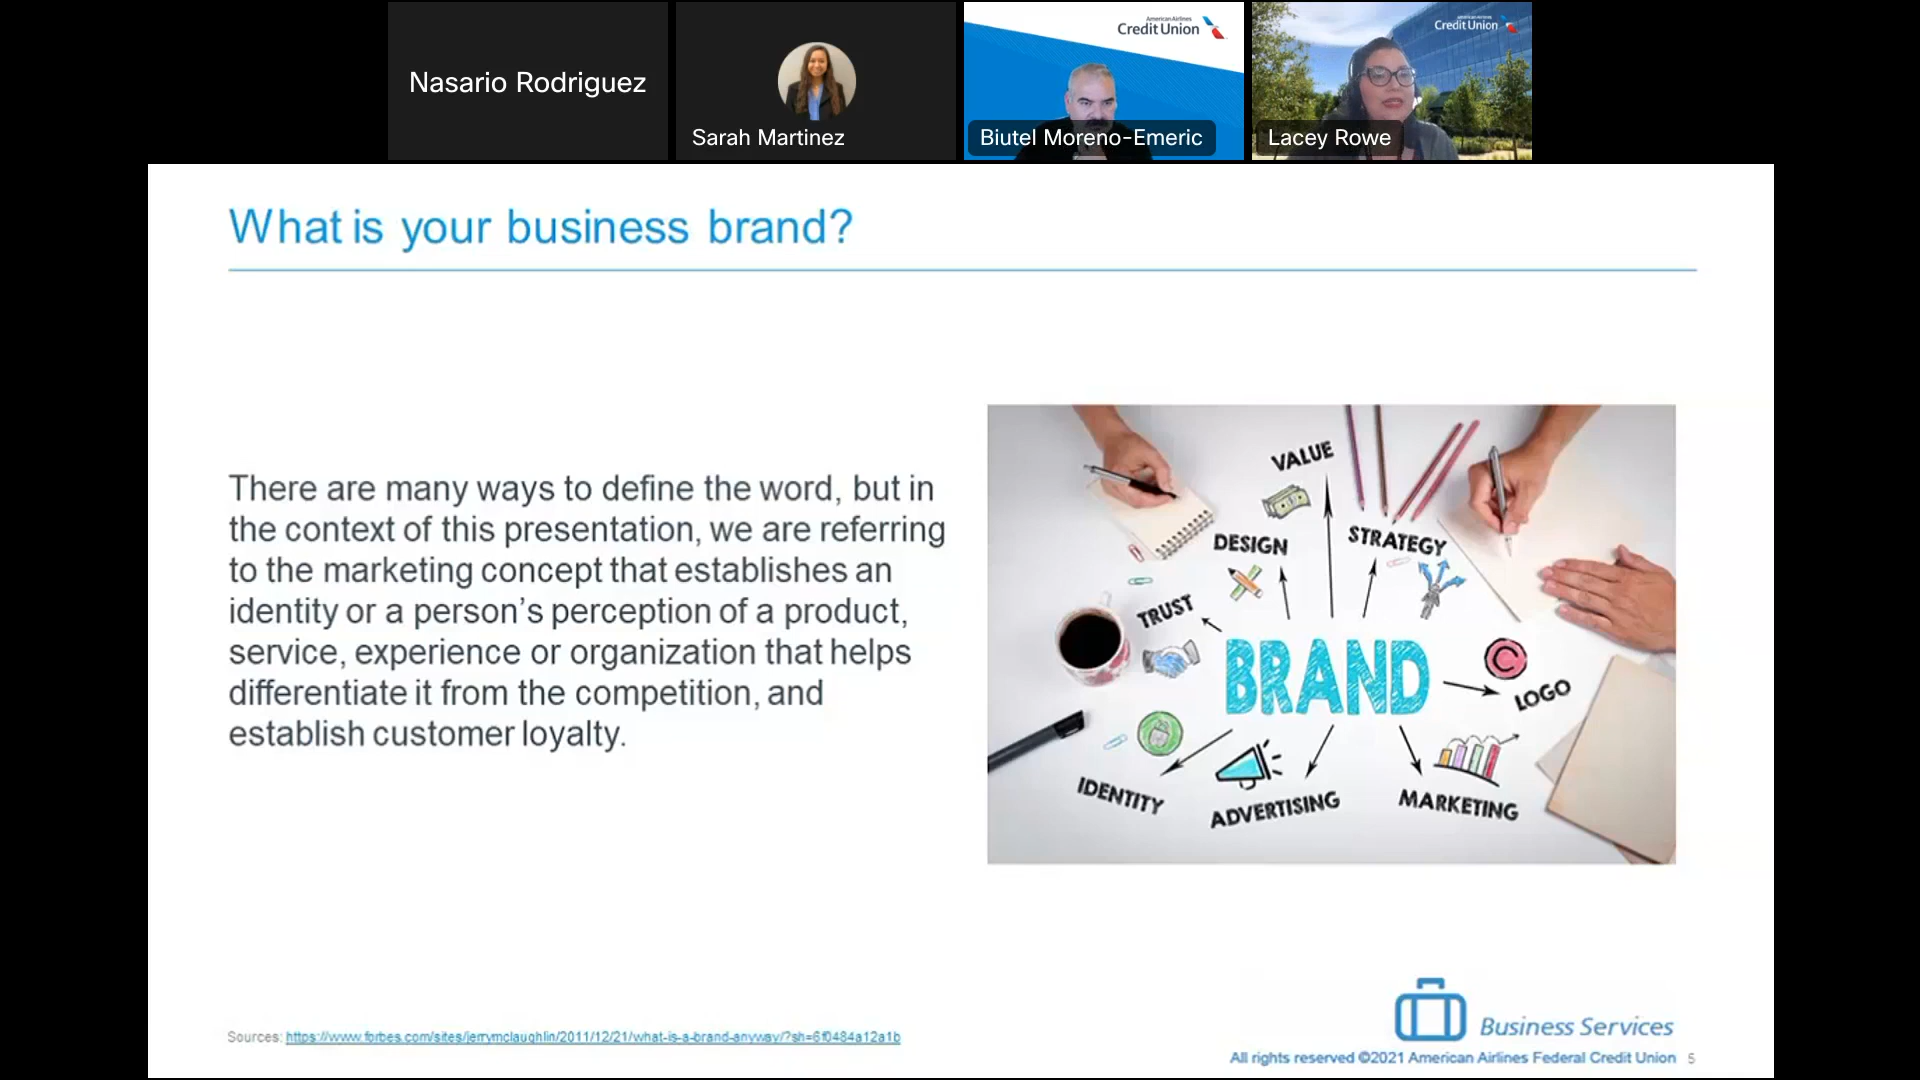 Nasario Rodriguez
Sarah Martinez
American Airlines
Credit Union
Biutel Moreno-Emeric
American Airlines
Credit Union
Lacey Rowe
What is your business brand?
There are many ways to define the word, but in
the context of this presentation, we are referring
to the marketing concept that establishes an
identity or a person's perception of a product,
service, experience or organization that helps
differentiate it from the competition, and
establish customer loyalty.
VALUE
DESIGN
STRATEGY
TRUST
BRAND
C
LOGO
IDENTITY
ADVERTISING
MARKETING
Sources: https://www.forbes.com/sites/jerrymclaughlin/2011/12/21/what-is-a-brand-anyway/?sh=6f0484a12a1b
Business Services
All rights reserved ©2021 American Airlines Federal Credit Union 5